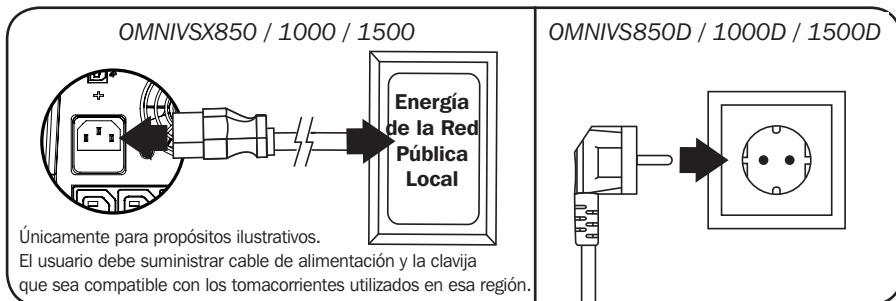 OMNIVSX850 / 1000 / 1500
Energía
de la Red
Pública
Local
Únicamente para propósitos ilustrativos.
El usuario debe suministrar cable de alimentación y la clavija
que sea compatible con los tomacorrientes utilizados en esa región.
OMNIVS850D / 1000D / 1500D